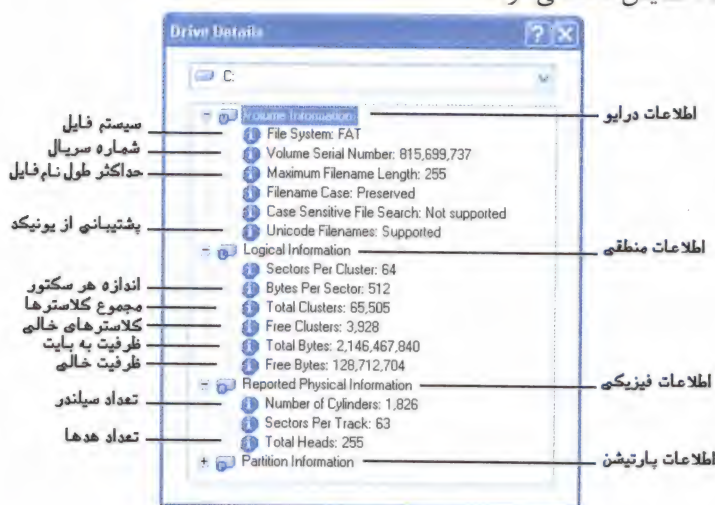 Drive Details
C:
Volume Information
اطلاعات درایو
File System: FAT
سیستم فایل
Volume Serial Number: 815,699,737
شماره سریال
Maximum Filename Length: 255
حداکثر طول نام فایل
Filename Case: Preserved
Case Sensitive File Search: Not supported
Unicode Filenames: Supported
پشتیبانی از یونیکد
Logical Information
اطلاعات منطقی
Sectors Per Cluster: 64
Bytes Per Sector: 512
اندازه هر سکتور
Total Clusters: 65,505
مجموع کلاسترها
Free Clusters: 3,928
کلاسترهای خالی
Total Bytes: 2,146,467,840
ظرفیت به بایت
Free Bytes: 128,712,704
ظرفیت خالی
Reported Physical Information
اطلاعات فیزیکی
Number of Cylinders: 1,826
تعداد سیلندر
Sectors Per Track: 63
Total Heads: 255
تعداد هدها
Partition Information
اطلاعات پارتیشن